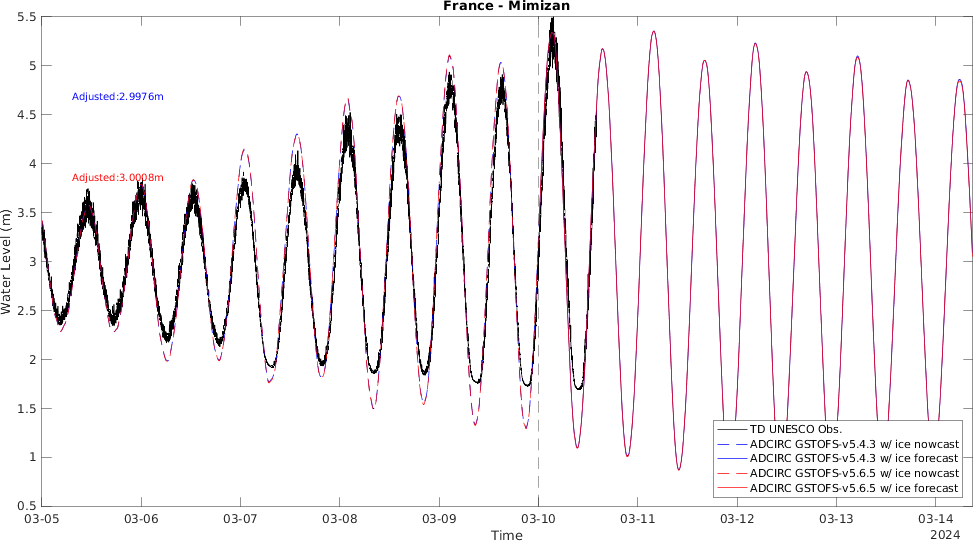 France - Mimizan
5.5
5
4.5
4
3.5
3
2.5
2
1.5
1
0.5
Water Level (m)
Adjusted:2.9976m
Adjusted:3.0008m
TD UNESCO Obs.
ADCIRC GSTOFS-v5.4.3 w/ ice nowcast
ADCIRC GSTOFS-v5.4.3 w/ ice forecast
ADCIRC GSTOFS-v5.6.5 w/ ice nowcast
ADCIRC GSTOFS-v5.6.5 w/ ice forecast
03-05 03-06 03-07 03-08 03-09 03-10 03-11 03-12 03-13 03-14
Time
2024